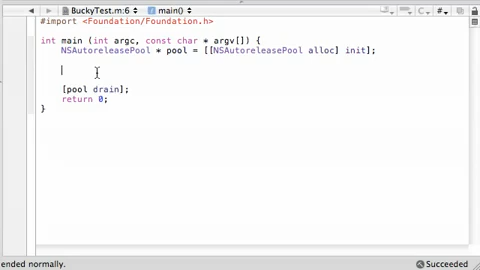 BuckyTest.m:6 main() C #
#import <Foundation/Foundation.h>
int main (int argc, const char * argv[]) {
NSAutoreleasePool * pool = [[NSAutoreleasePool alloc] init];
[pool drain];
return 0;
}
ended normally. Succeeded